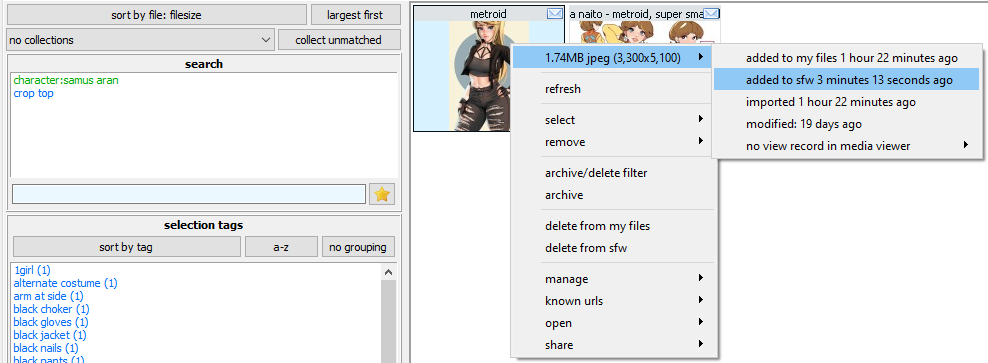 sort by file: filesize
largest first
no collections
collect unmatched
search
character:samus aran
crop top
selection tags
sort by tag
a-z
no grouping
1girl (1)
alternate costume (1)
arm at side (1)
black choker (1)
black gloves (1)
black jacket (1)
black nails (1)
black pants (1)
metroid
a naito - metroid, super sma
1.74MB jpeg (3,300x5,100)
refresh
select
remove
archive/delete filter
archive
delete from my files
delete from sfw
manage
known urls
open
share
added to my files 1 hour 22 minutes ago
added to sfw 3 minutes 13 seconds ago
imported 1 hour 22 minutes ago
modified: 19 days ago
no view record in media viewer